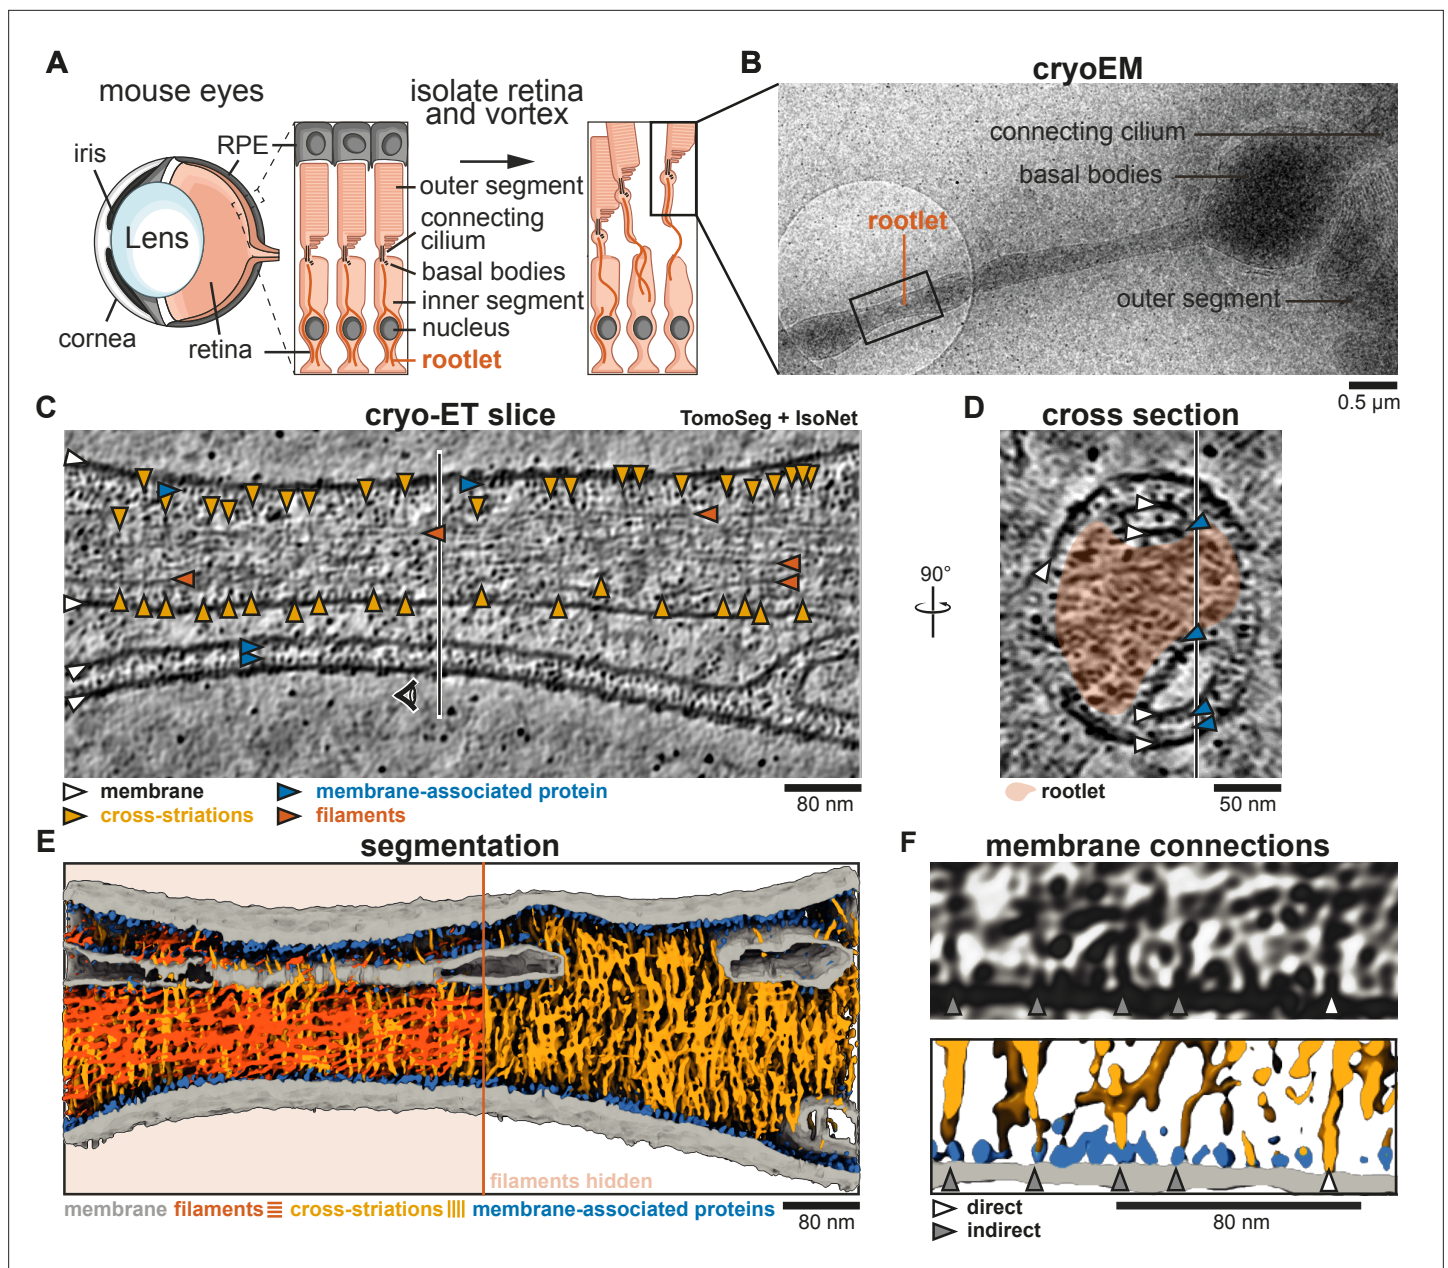 A
mouse eyes
isolate retina
and vortex
iris
RPE
Lens
cornea
retina
outer segment
connecting
cilium
basal bodies
inner segment
nucleus
rootlet
B
cryoEM
connecting cilium
basal bodies
rootlet
outer segment
0.5 µm
C
cryo-ET slice
TomoSeg + IsoNet
membrane
membrane-associated protein
cross-striations
filaments
80 nm
90°
D
cross section
rootlet
50 nm
E
segmentation
filaments hidden
membrane filaments cross-striations membrane-associated proteins
80 nm
F
membrane connections
direct
indirect
80 nm